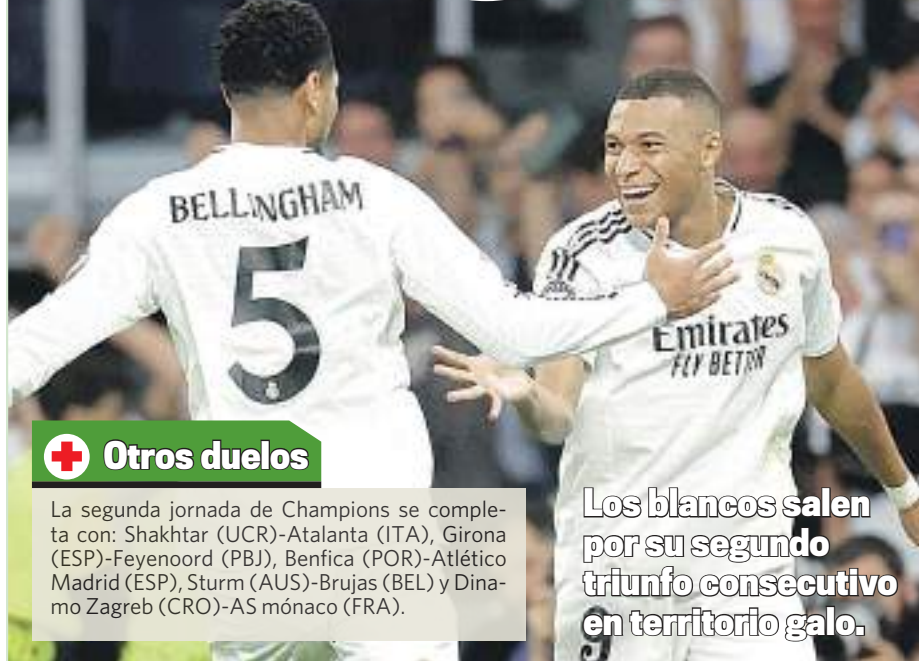 BELLINGHAM
5
Emirates
FLY BETTER
Otros duelos
La segunda jornada de Champions se comple-
ta con: Shakhtar (UCR)-Atalanta (ITA), Girona
(ESP)-Feyenoord (PBJ), Benfica (POR)-Atlético
Madrid (ESP), Sturm (AUS)-Brujas (BEL) y Dina-
mo Zagreb (CRO)-AS mónaco (FRA).
Los blancos salen
por su segundo
triunfo consecutivo
en territorio galo.